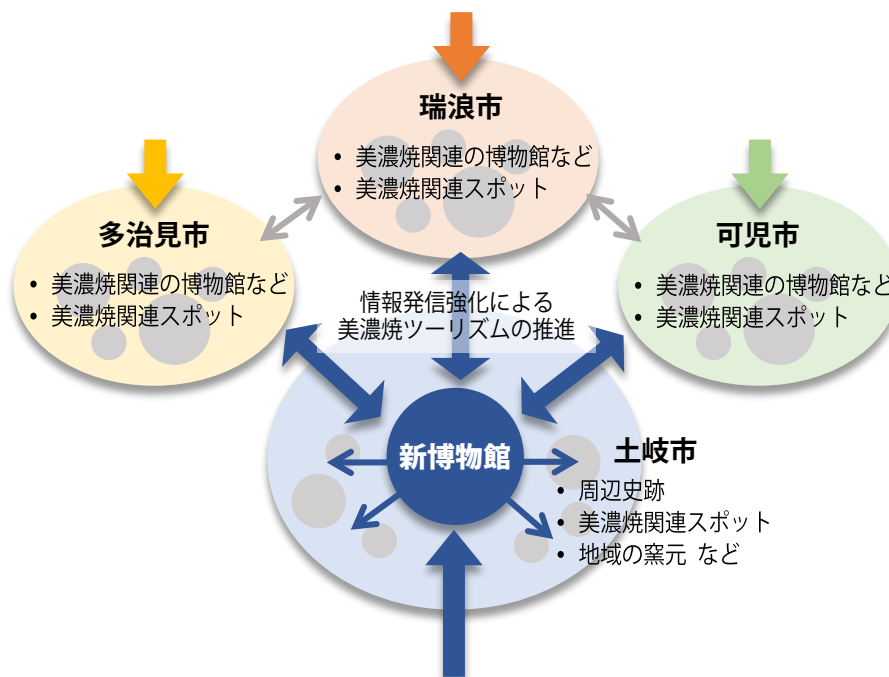 瑞浪市
• 美濃焼関連の博物館など
• 美濃焼関連スポット
多治見市
• 美濃焼関連の博物館など
• 美濃焼関連スポット
可児市
• 美濃焼関連の博物館など
• 美濃焼関連スポット
情報発信強化による
美濃焼ツーリズムの推進
新博物館
土岐市
• 周辺史跡
• 美濃焼関連スポット
• 地域の窯元 など